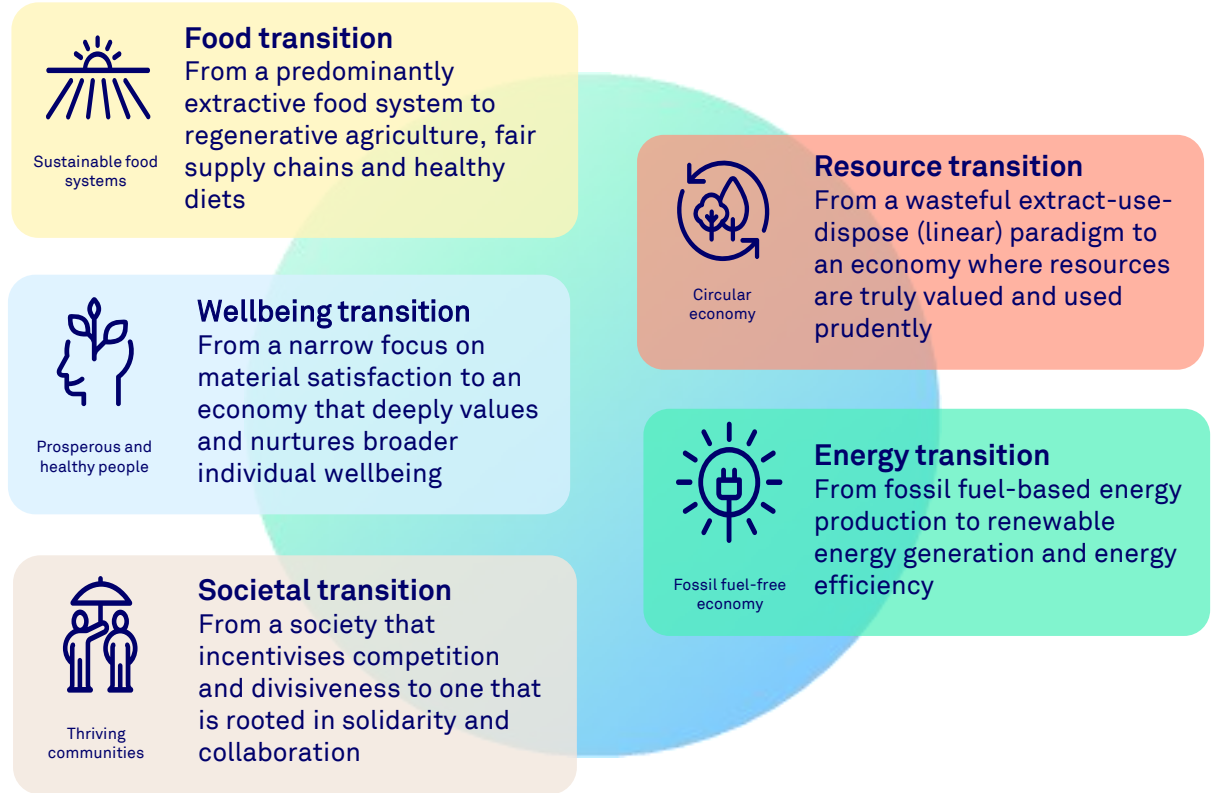 Food transition
From a predominantly
extractive food system to
regenerative agriculture, fair
supply chains and healthy
diets
Sustainable food
systems
Wellbeing transition
From a narrow focus on
material satisfaction to an
economy that deeply values
and nurtures broader
individual wellbeing
Prosperous and
healthy people
Societal transition
From a society that
incentivises competition
and divisiveness to one that
is rooted in solidarity and
collaboration
Thriving
communities
Resource transition
From a wasteful extract-use-
dispose (linear) paradigm to
an economy where resources
are truly valued and used
prudently
Circular
economy
Energy transition
From fossil fuel-based energy
production to renewable
energy generation and energy
efficiency
Fossil fuel-free
economy